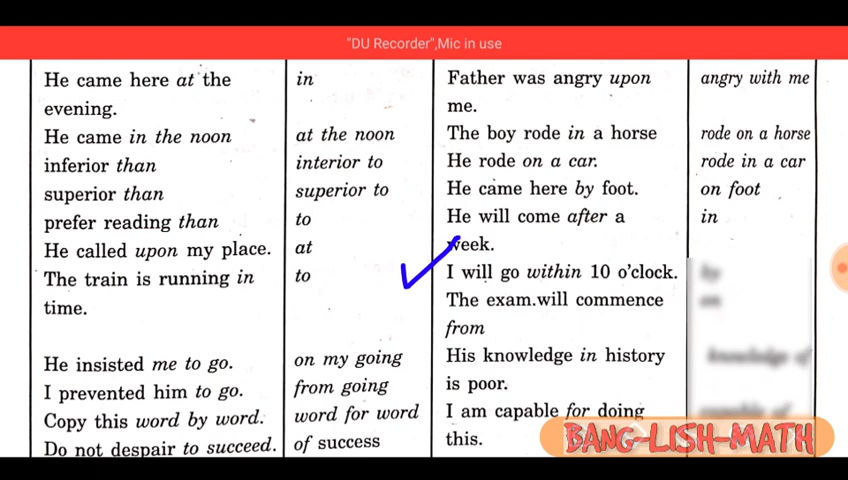 "DU Recorder",Mic in use
He came here at the in
evening.
He came in the noon at the noon
inferior than interior to
superior than superior to
prefer reading than to
He called upon my place. at
The train is running in to
time.
He insisted me to go. on my going
I prevented him to go. from going
Copy this word by word. word for word
Do not despair to succeed. of success
Father was angry upon angry with me
me.
The boy rode in a horse rode on a horse
He rode on a car. rode in a car
He came here by foot. on foot
He will come after a in
week.
I will go within 10 o'clock.
The exam.will commence
from
His knowledge in history
is poor.
I am capable for doing
this.
BANG-LISH-MATH